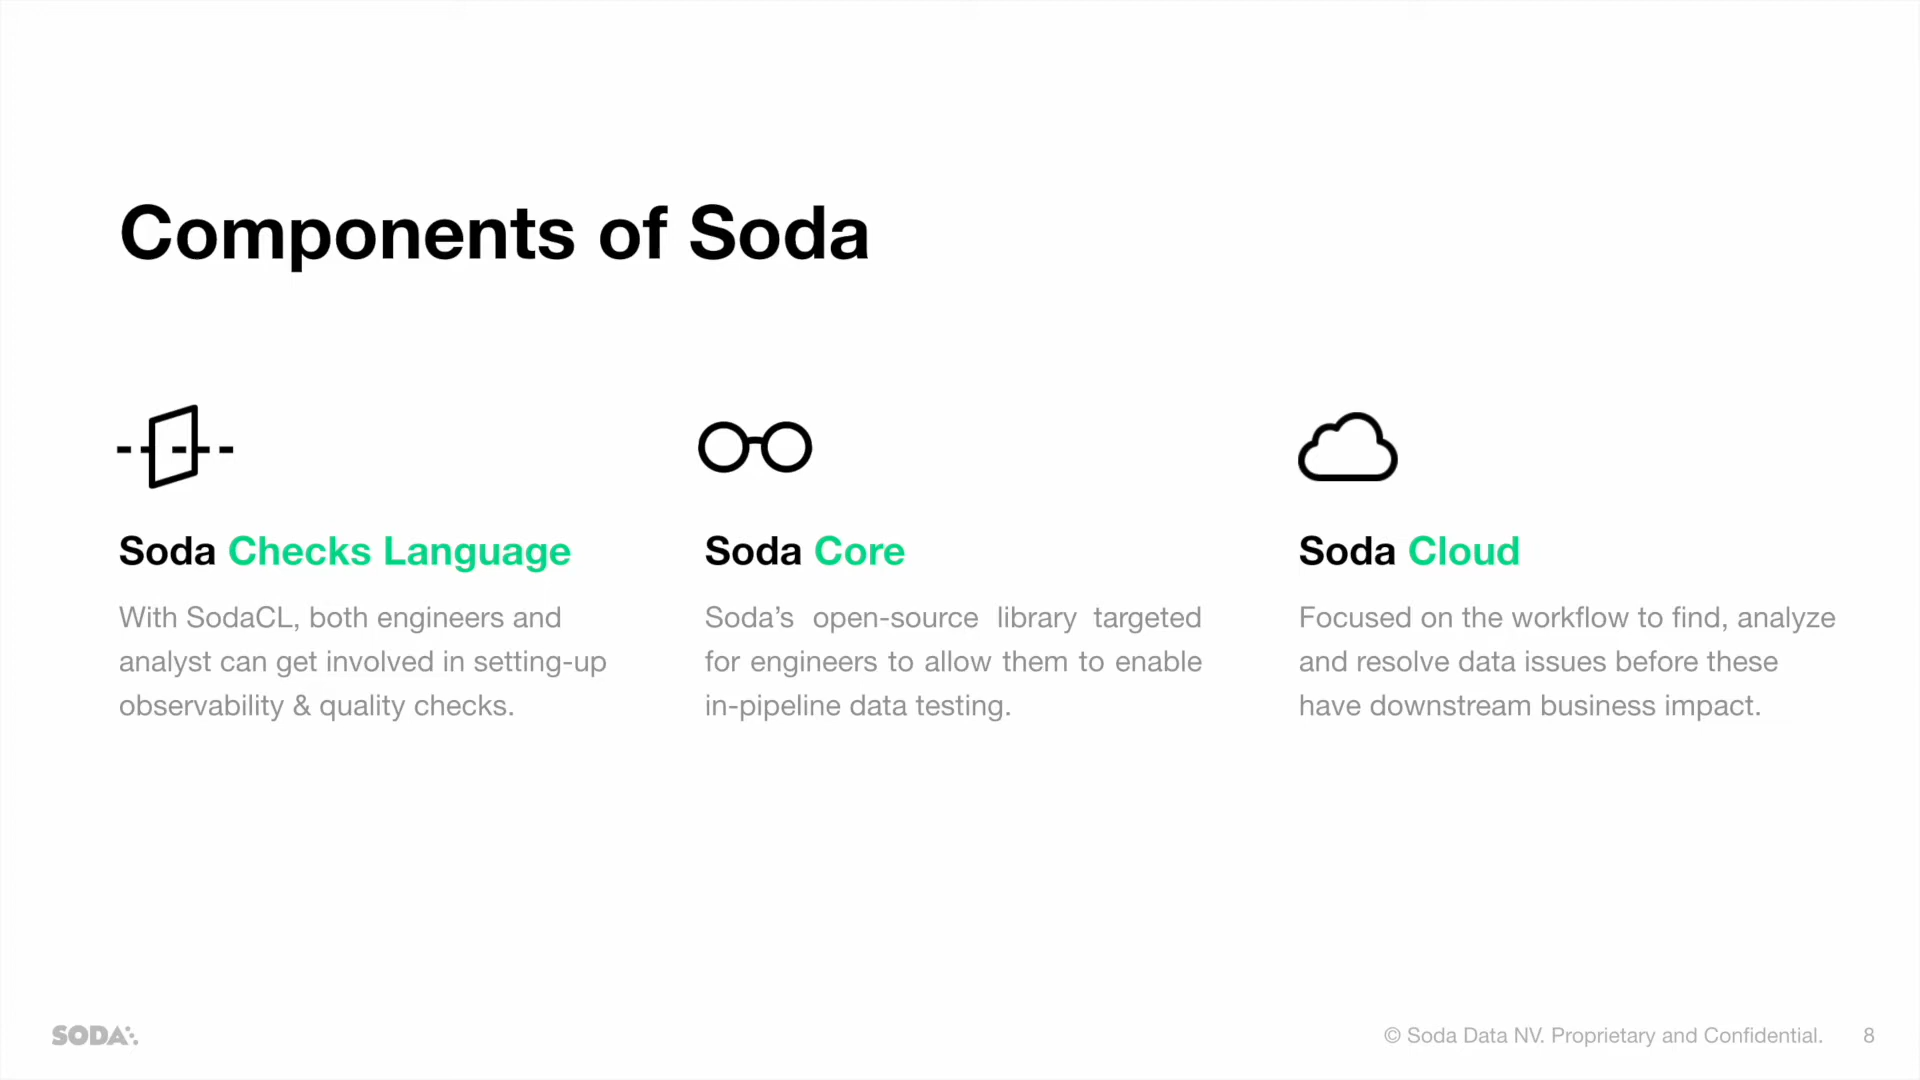 Components of Soda
Soda Checks Language
With SodaCL, both engineers and
analyst can get involved in setting-up
observability & quality checks.
Soda Core
Soda’s open-source library targeted
for engineers to allow them to enable
in-pipeline data testing.
Soda Cloud
Focused on the workflow to find, analyze
and resolve data issues before these
have downstream business impact.
SODA
© Soda Data NV. Proprietary and Confidential. 8